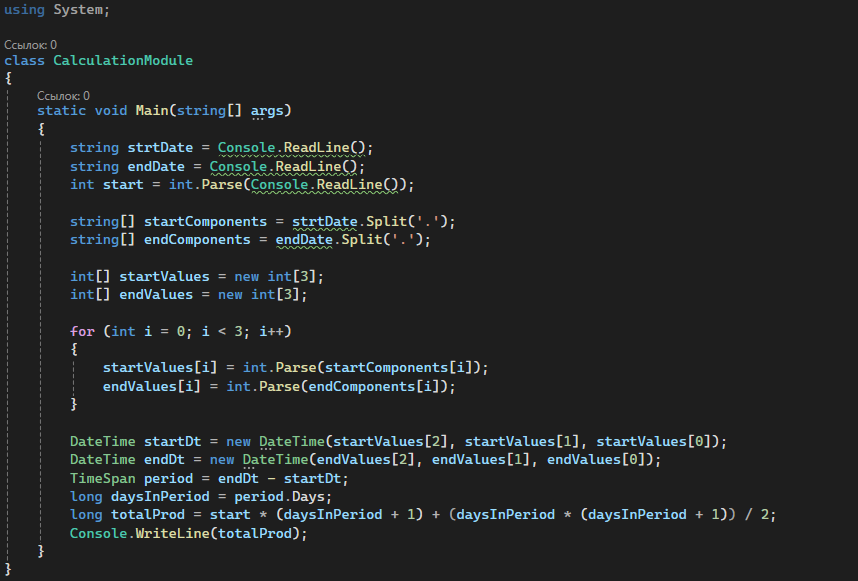 using System;
Ссылок: 0
class CalculationModule
{
Ссылок: 0
static void Main(string[] args)
{
string strtDate = Console.ReadLine();
string endDate = Console.ReadLine();
int start = int.Parse(Console.ReadLine());
string[] startComponents = strtDate.Split('.');
string[] endComponents = endDate.Split('.');
int[] startValues = new int[3];
int[] endValues = new int[3];
for (int i = 0; i < 3; i++)
{
startValues[i] = int.Parse(startComponents[i]);
endValues[i] = int.Parse(endComponents[i]);
}
DateTime startDt = new DateTime(startValues[2], startValues[1], startValues[0]);
DateTime endDt = new DateTime(endValues[2], endValues[1], endValues[0]);
TimeSpan period = endDt - startDt;
long daysInPeriod = period.Days;
long totalProd = start * (daysInPeriod + 1) + (daysInPeriod * (daysInPeriod + 1)) / 2;
Console.WriteLine(totalProd);
}
}